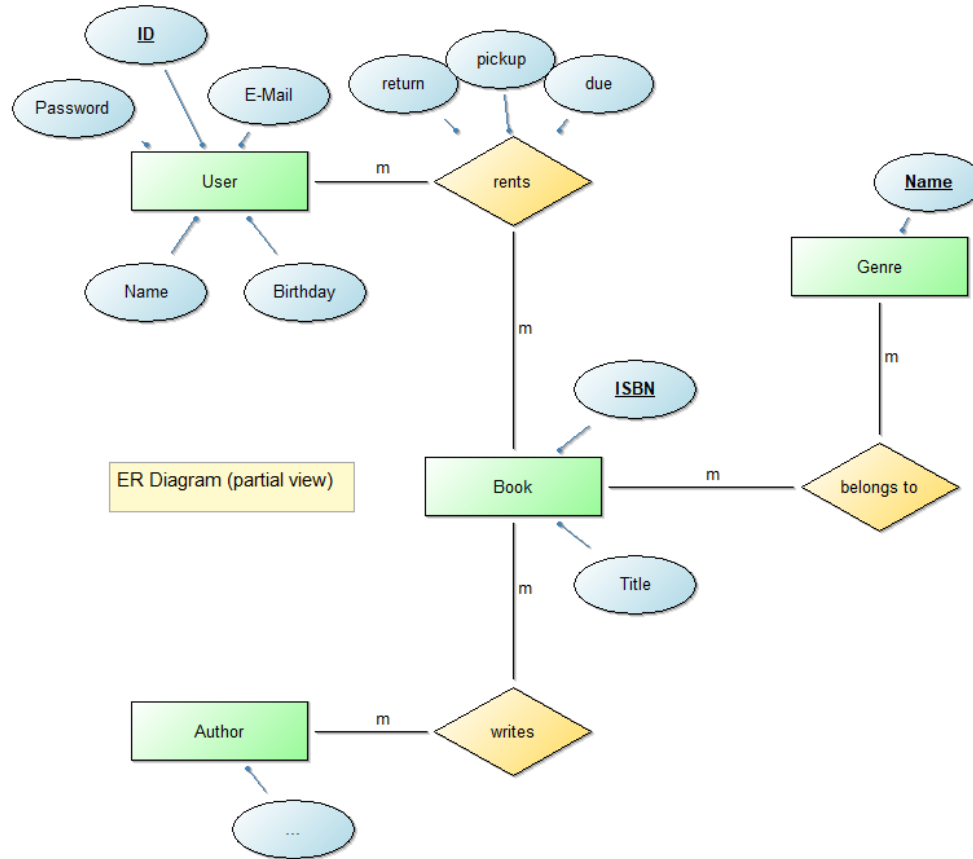 ID
pickup
return
due
Password
E-Mail
User
m
rents
Name
Genre
Name
Birthday
m
m
ISBN
ER Diagram (partial view)
Book
m
belongs to
Title
m
Author
m
writes
...